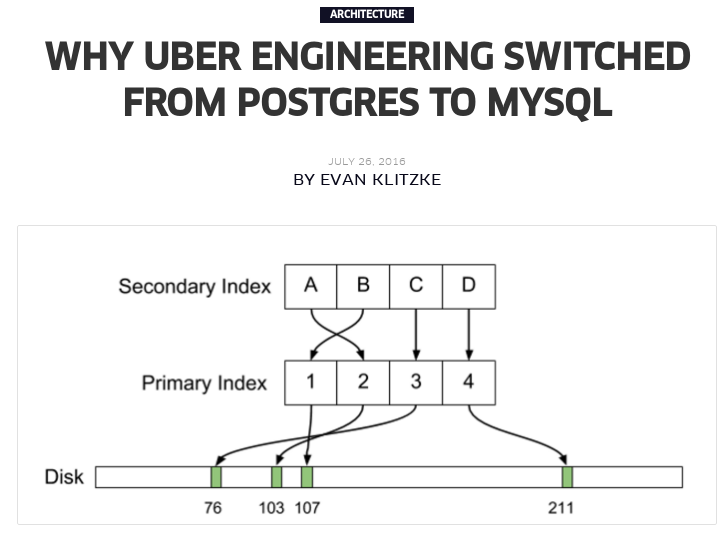 ARCHITECTURE
WHY UBER ENGINEERING SWITCHED
FROM POSTGRES TO MYSQL
JULY 26, 2016
BY EVAN KLITZKE
Secondary Index A B C D
Primary Index 1 2 3 4
Disk
76 103 107 211